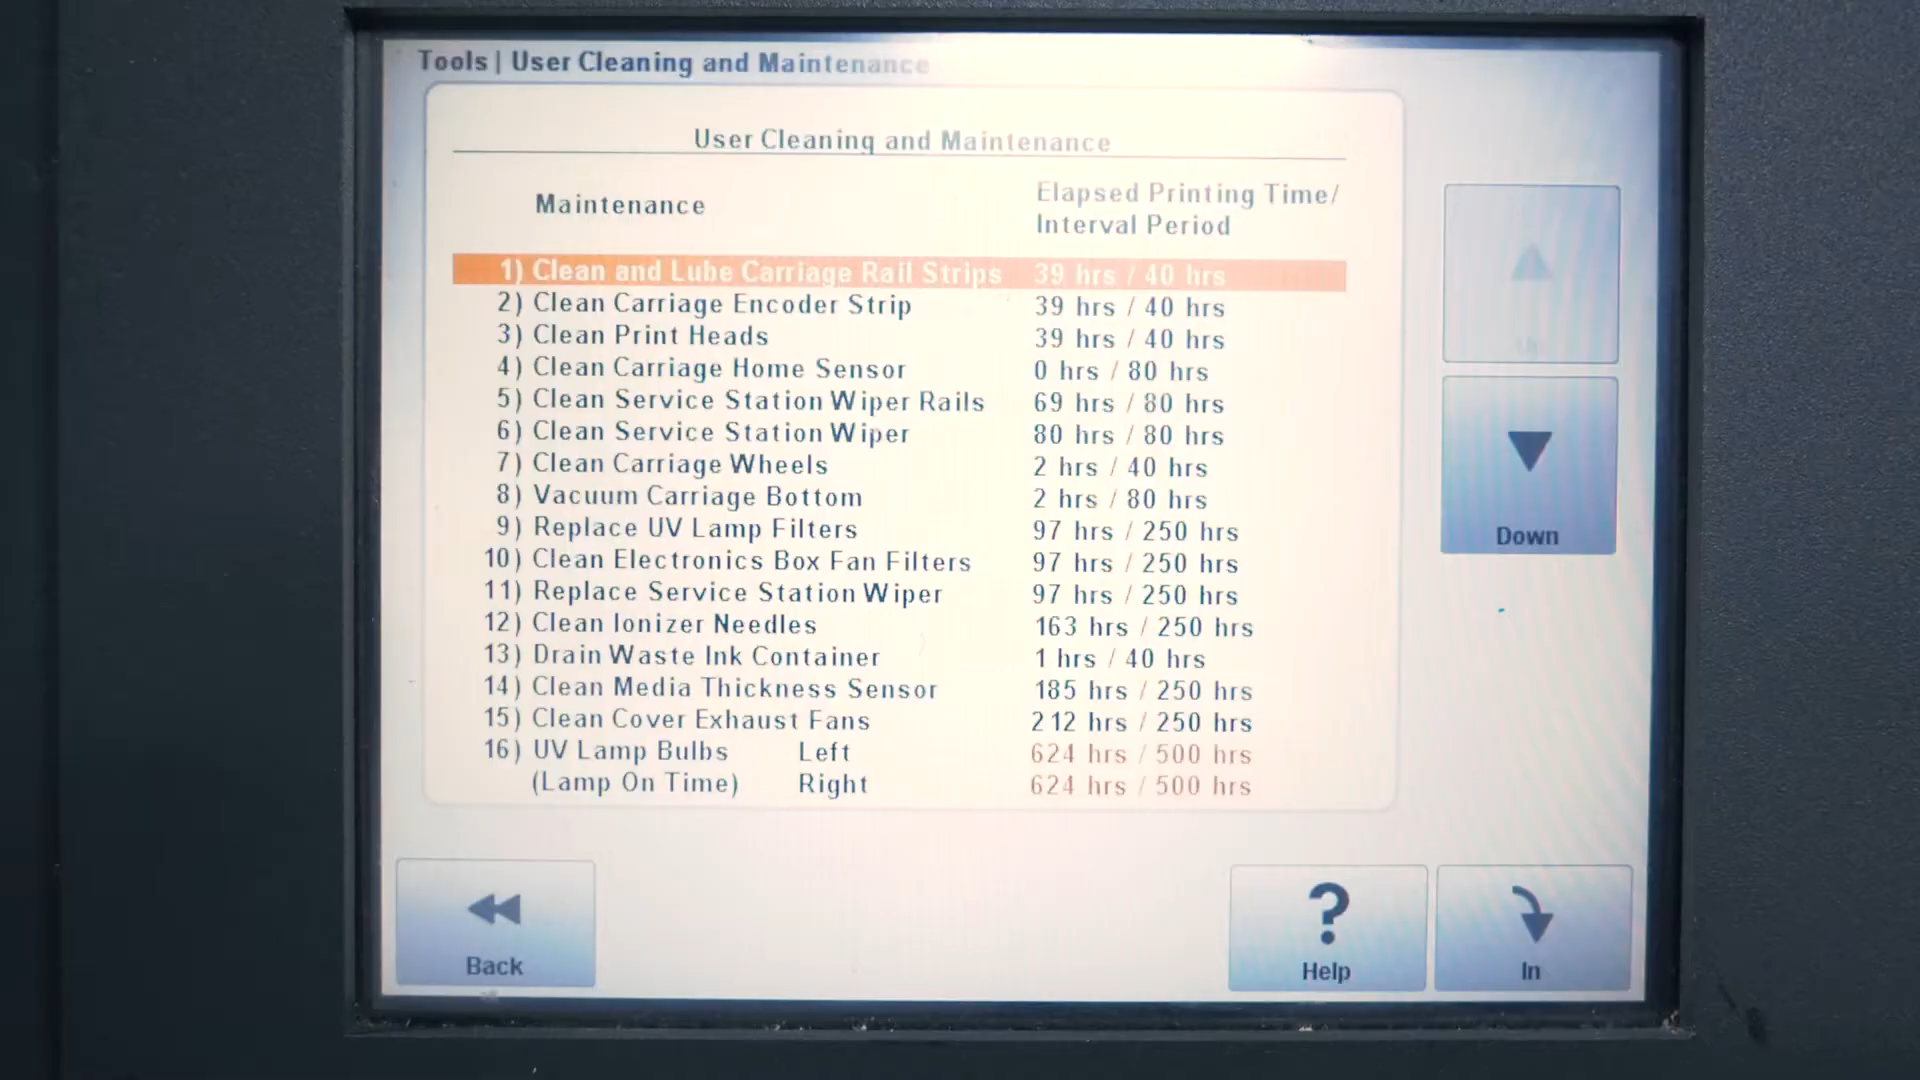 Tools | User Cleaning and Maintenance
User Cleaning and Maintenance
Maintenance
Elapsed Printing Time/
Interval Period
1) Clean and Lube Carriage Rail Strips 39 hrs / 40 hrs
2) Clean Carriage Encoder Strip 39 hrs / 40 hrs
3) Clean Print Heads 39 hrs / 40 hrs
4) Clean Carriage Home Sensor 0 hrs / 80 hrs
5) Clean Service Station Wiper Rails 69 hrs / 80 hrs
6) Clean Service Station Wiper 80 hrs / 80 hrs
7) Clean Carriage Wheels 2 hrs / 40 hrs
8) Vacuum Carriage Bottom 2 hrs / 80 hrs
9) Replace UV Lamp Filters 97 hrs / 250 hrs
10) Clean Electronics Box Fan Filters 97 hrs / 250 hrs
11) Replace Service Station Wiper 97 hrs / 250 hrs
12) Clean Ionizer Needles 163 hrs / 250 hrs
13) Drain Waste Ink Container 1 hrs / 40 hrs
14) Clean Media Thickness Sensor 185 hrs / 250 hrs
15) Clean Cover Exhaust Fans 212 hrs / 250 hrs
16) UV Lamp Bulbs Left 624 hrs / 500 hrs
(Lamp On Time) Right 624 hrs / 500 hrs
Down
Back
? Help
In